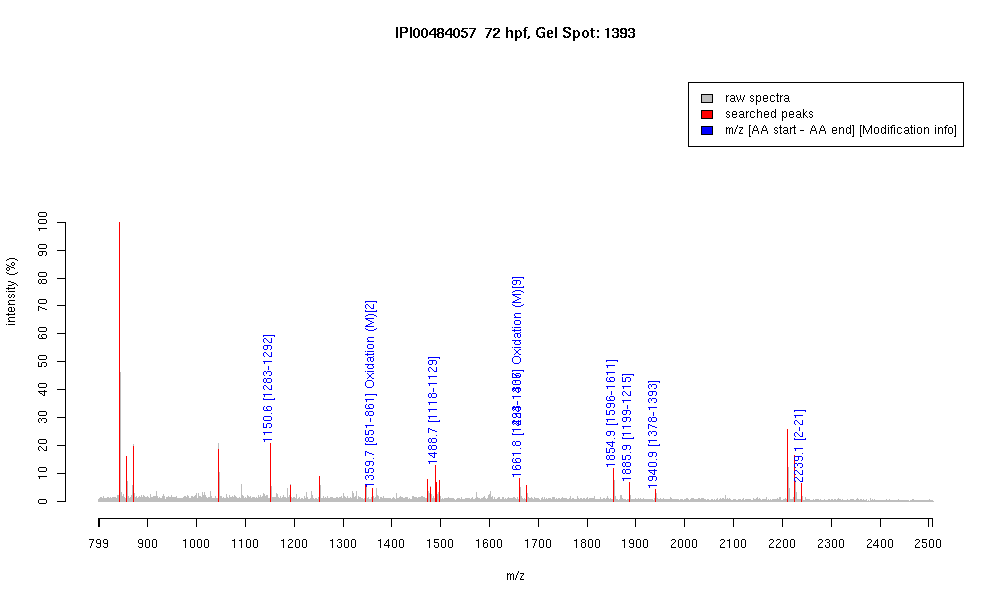 IPI00484057 72 hpf, Gel Spot: 1393
raw spectra
searched peaks
m/z [AA start - AA end] [Modification info]
intensity (%)
100
90
80
70
60
50
40
30
20
10
0
1150.6 [1283-1292]
1359.7 [851-861] Oxidation (M)[2]
1488.7 [1118-1129]
1661.8 Oxidation (M)[9]
1854.9 [1596-1611]
1885.9 [1199-1215]
1940.9 [1378-1393]
2239.1 [2-21]
799 900 1000 1100 1200 1300 1400 1500 1600 1700 1800 1900 2000 2100 2200 2300 2400 2500
m/z